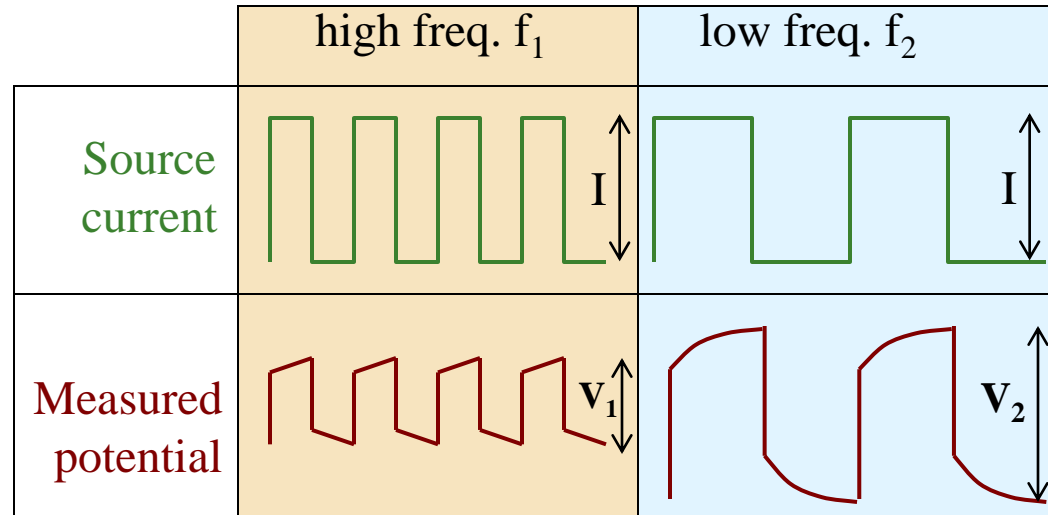 high freq. f₁
low freq. f₂
Source
current
I
I
Measured
potential
V₁
V₂